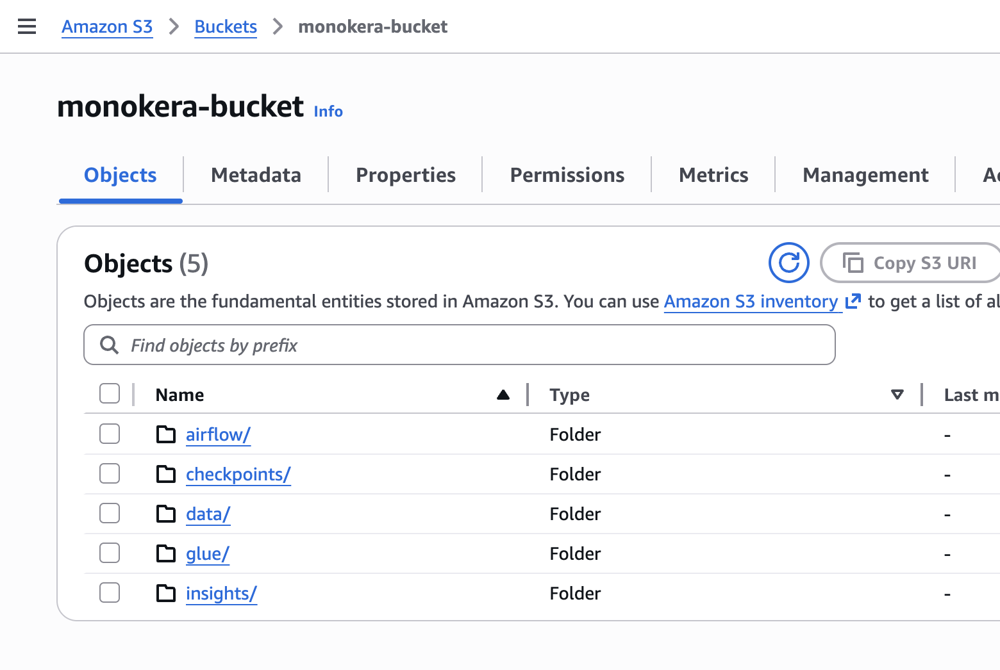 Amazon S3 > Buckets > monokera-bucket
monokera-bucket Info
Objects Metadata Properties Permissions Metrics Management
Objects (5)
Copy S3 URI
Objects are the fundamental entities stored in Amazon S3. You can use Amazon S3 inventory to get a list of al
Find objects by prefix
Name Type Last m
airflow/ Folder -
checkpoints/ Folder -
data/ Folder -
glue/ Folder -
insights/ Folder -